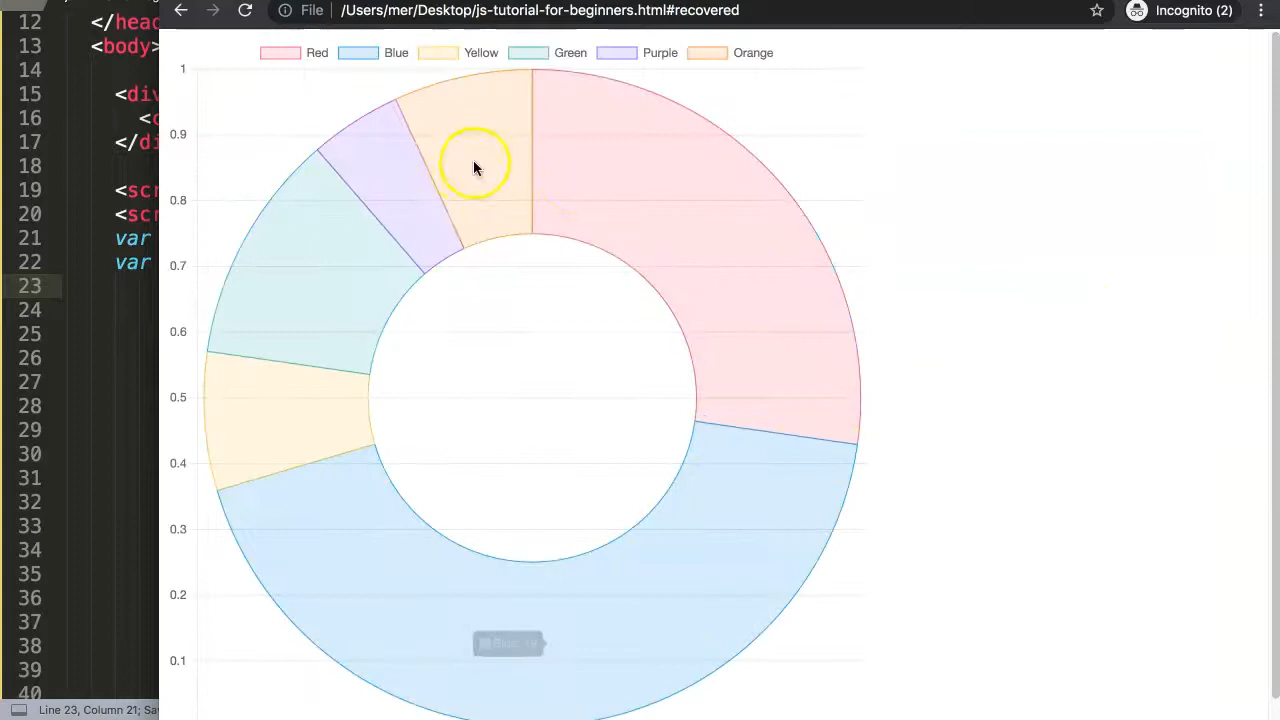 /Users/mer/Desktop/js-tutorial-for-beginners.html#recovered
File
Incognito (2)
Red Blue Yellow Green Purple Orange
1
0.9
0.8
0.7
0.6
0.5
0.4
0.3
0.2
0.1
Blue: 19
12 </head
13 <body>
14
15 <div
16 <c
17 </di
18
19 <scr
20 <scr
21 var
22 var
23
24
25
26
27
28
29
30
31
32
33
34
35
36
37
38
39
40
Line 23, Column 21; Sav